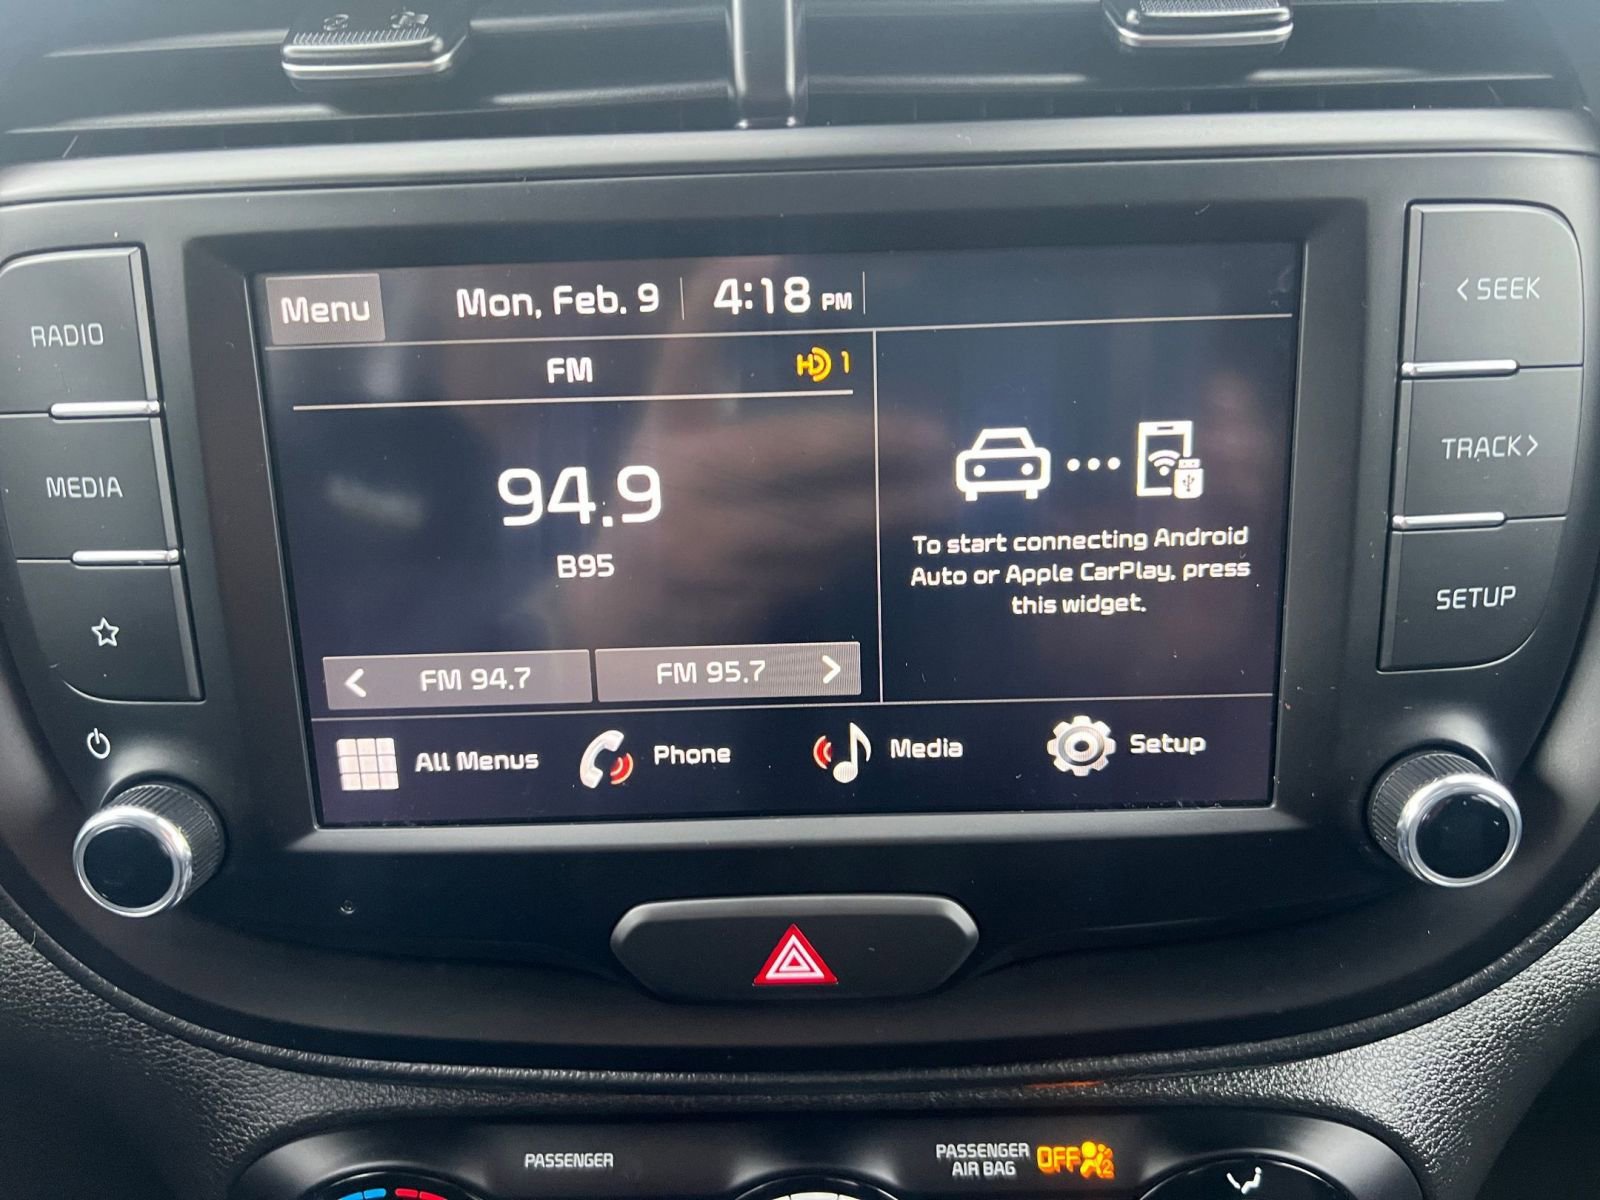 RADIO
MEDIA
Menu
Mon, Feb. 9
4:18 PM
FM
HD 1
94.9
B95
FM 94.7
FM 95.7
To start connecting Android
Auto or Apple CarPlay, press
this widget.
All Menus
Phone
Media
Setup
< SEEK
TRACK >
SETUP
PASSENGER
PASSENGER
AIR BAG
OFF 2